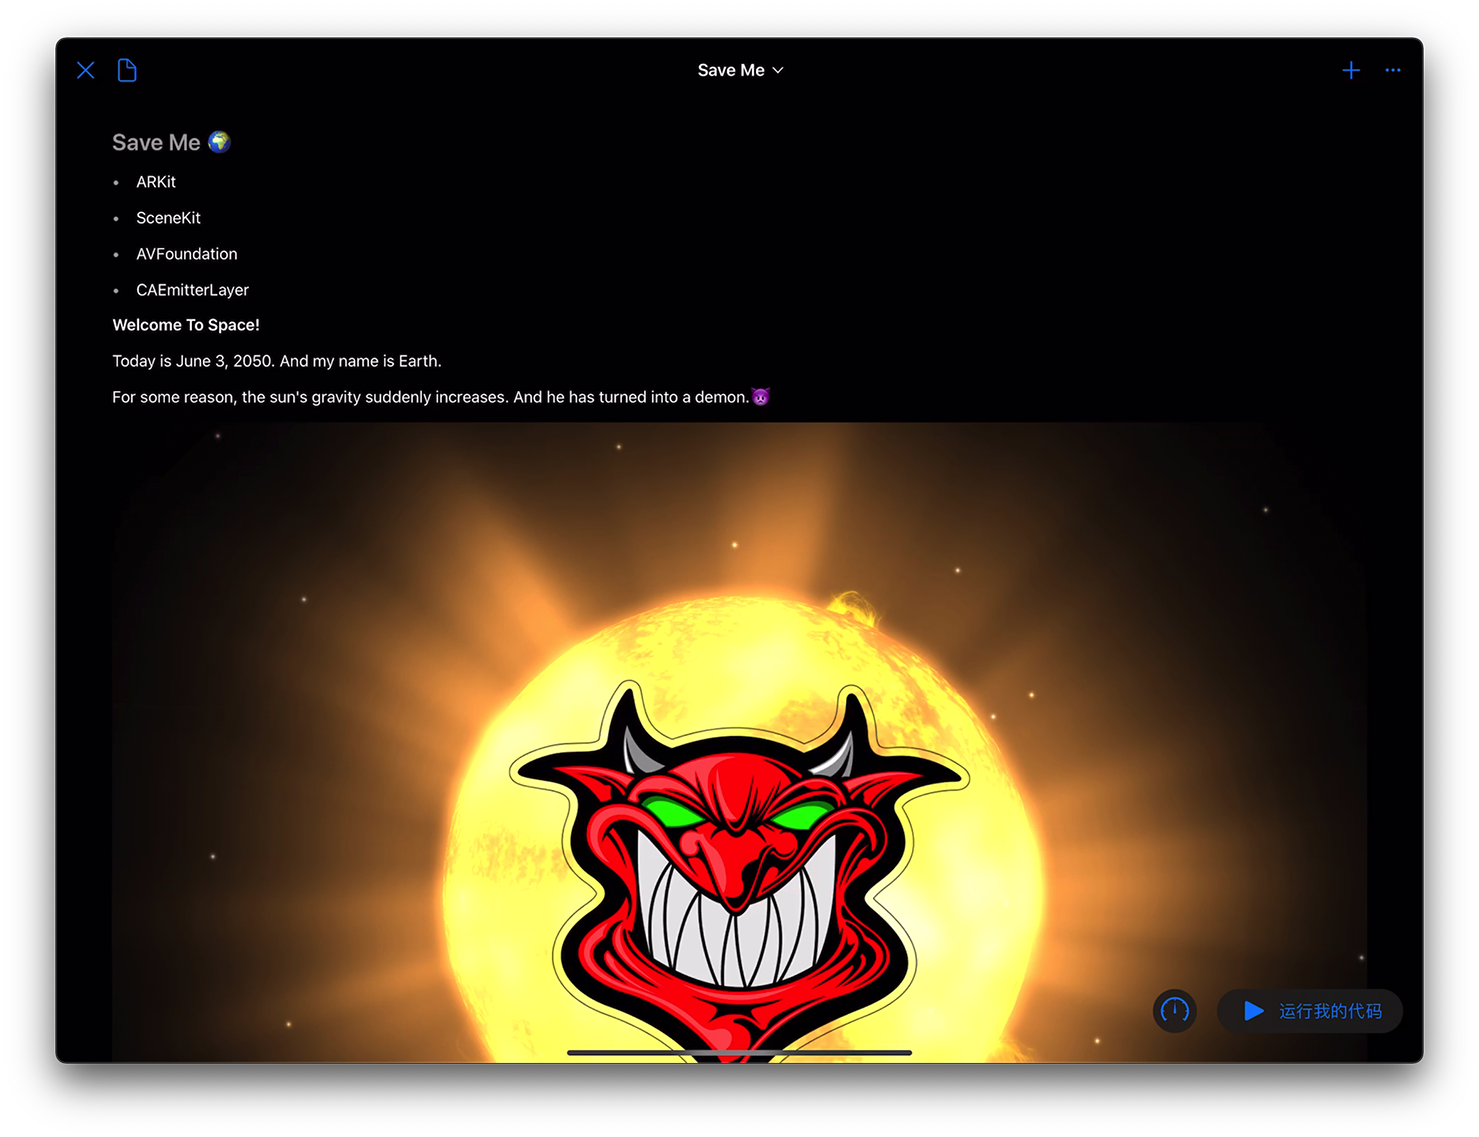 Save Me
Save Me 🌍
• ARKit
• SceneKit
• AVFoundation
• CAEmitterLayer
Welcome To Space!
Today is June 3, 2050. And my name is Earth.
For some reason, the sun's gravity suddenly increases. And he has turned into a demon.👿
运行我的代码